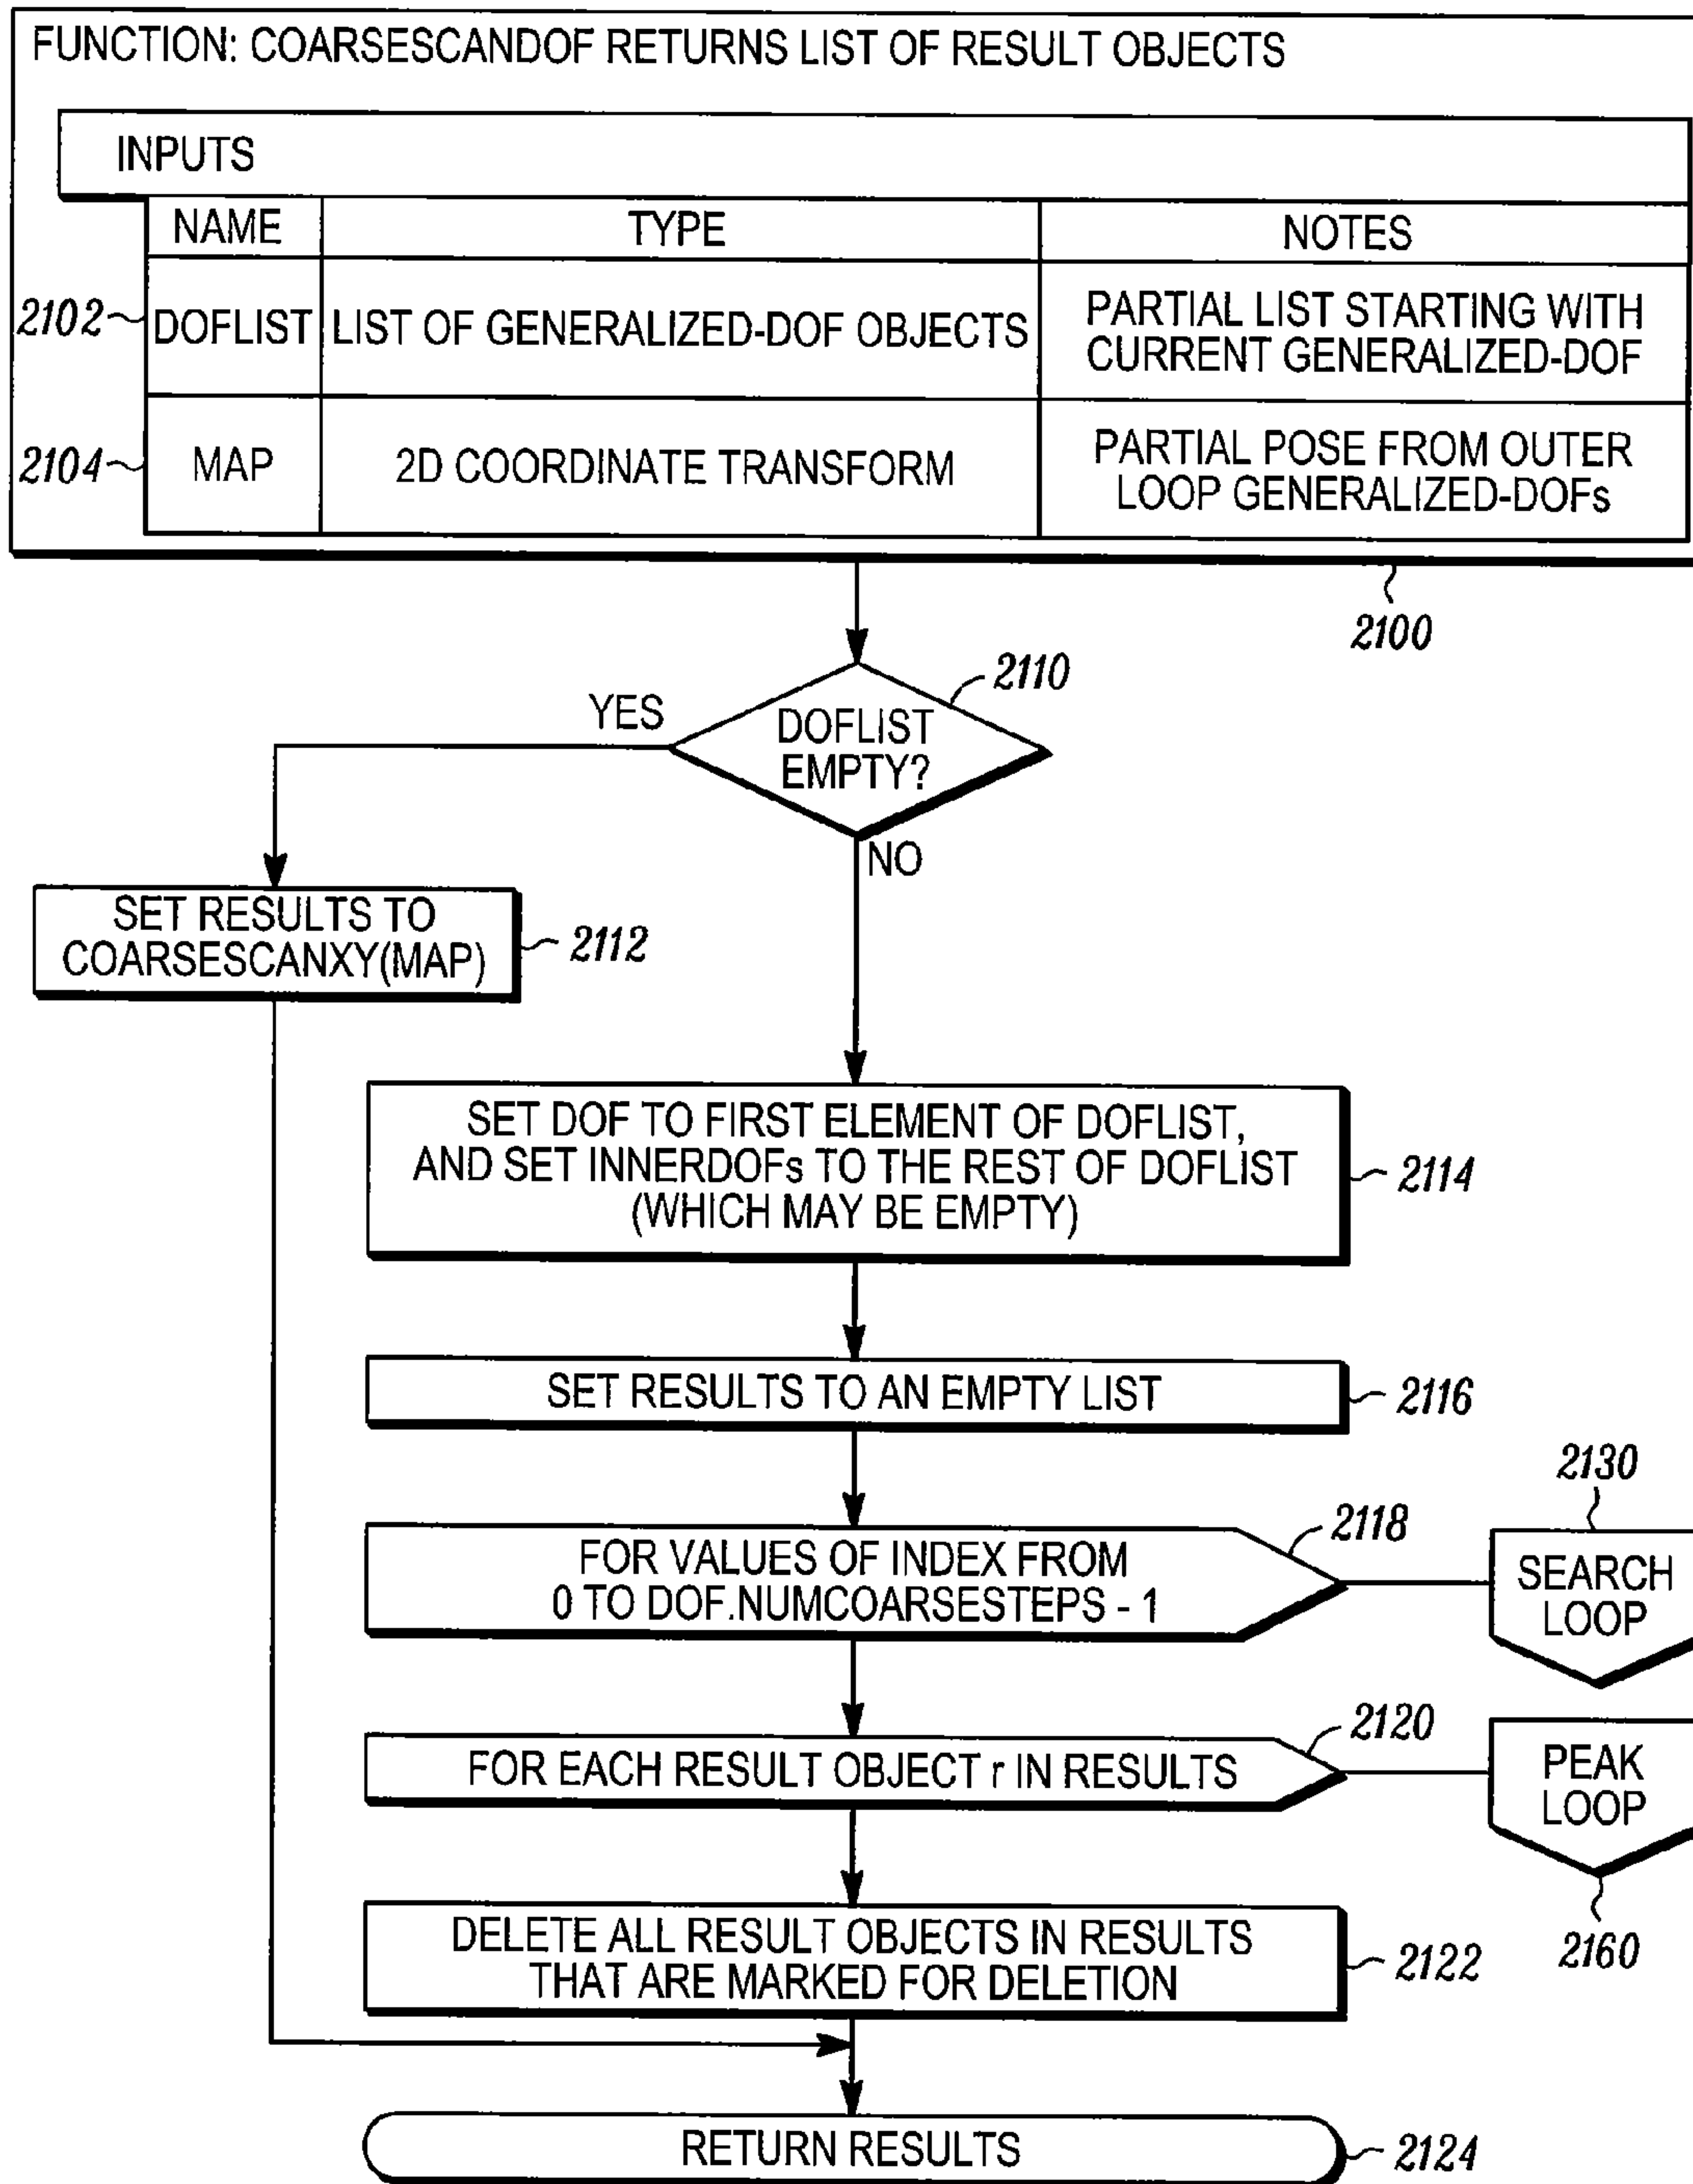 FUNCTION: COARSESCANDOF RETURNS LIST OF RESULT OBJECTS
INPUTS
NAME TYPE NOTES
2102 DOFLIST LIST OF GENERALIZED-DOF OBJECTS PARTIAL LIST STARTING WITH
CURRENT GENERALIZED-DOF
2104 MAP 2D COORDINATE TRANSFORM PARTIAL POSE FROM OUTER
LOOP GENERALIZED-DOFs
2100
2110
YES
DOFLIST
EMPTY?
NO
SET RESULTS TO
COARSESCANXY(MAP)
2112
SET DOF TO FIRST ELEMENT OF DOFLIST,
AND SET INNERDOFs TO THE REST OF DOFLIST
(WHICH MAY BE EMPTY)
2114
SET RESULTS TO AN EMPTY LIST
2116
FOR VALUES OF INDEX FROM
0 TO DOF.NUMCOARSESTEPS - 1
2118
2130
SEARCH
LOOP
FOR EACH RESULT OBJECT r IN RESULTS
2120
PEAK
LOOP
2160
DELETE ALL RESULT OBJECTS IN RESULTS
THAT ARE MARKED FOR DELETION
2122
RETURN RESULTS
2124